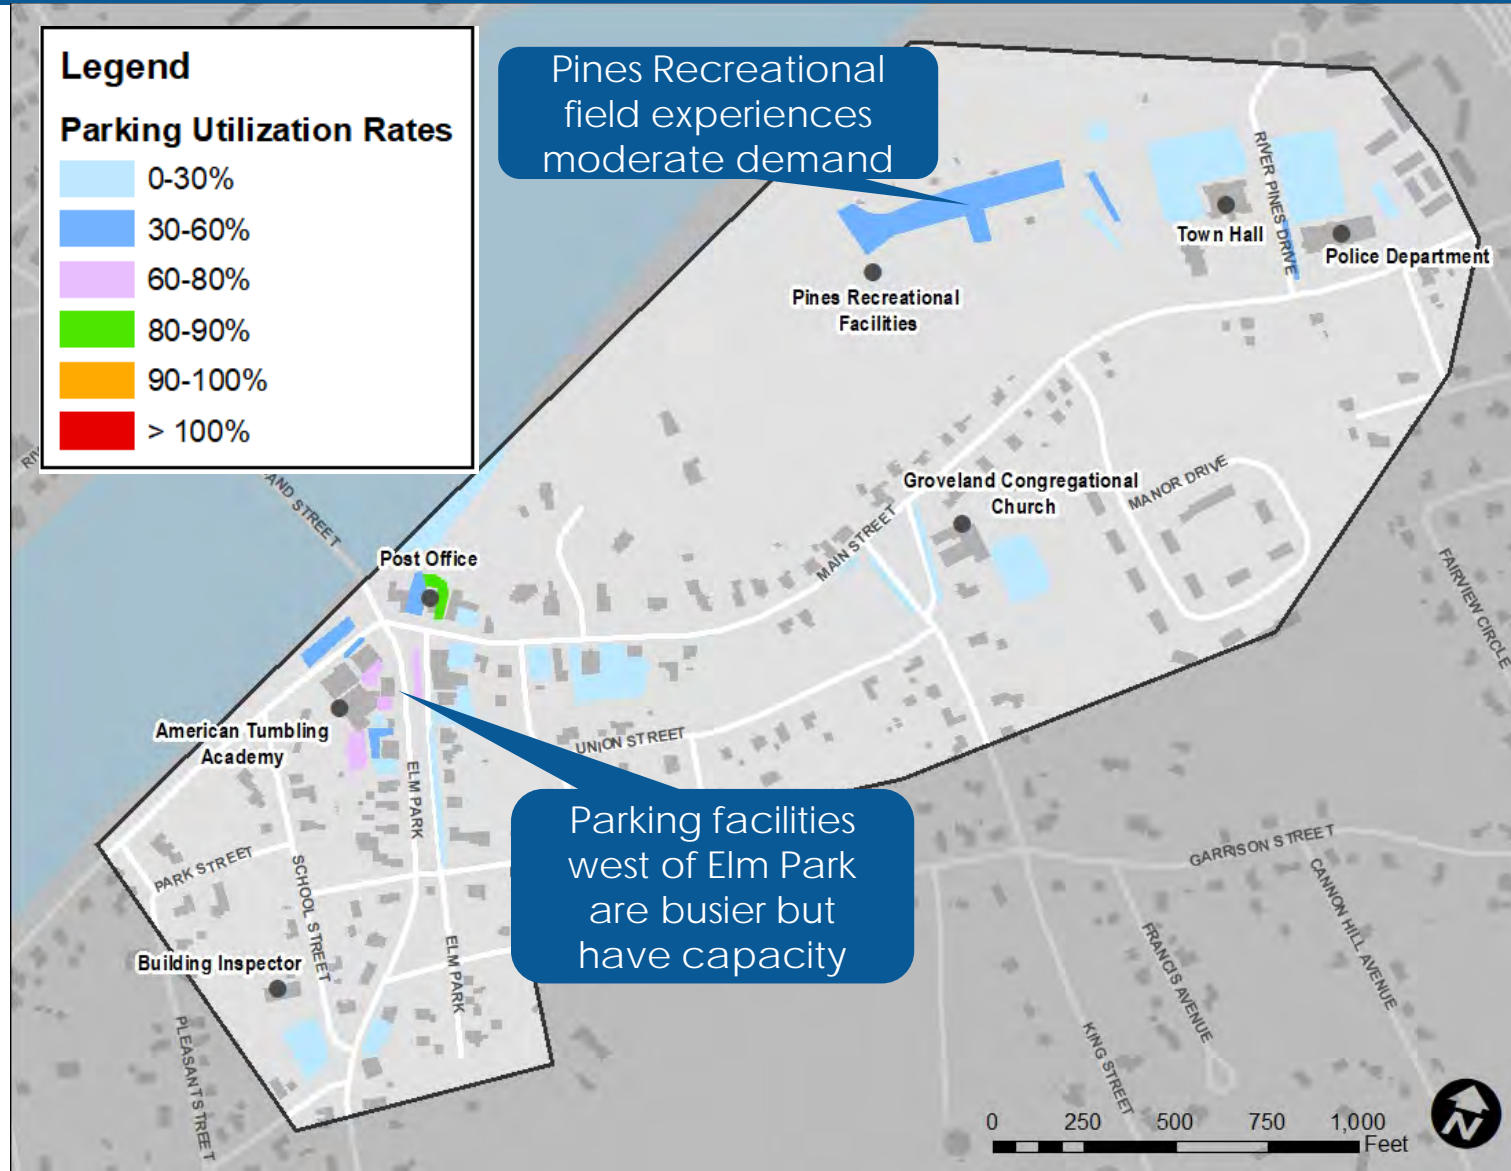 Legend
Parking Utilization Rates
0-30%
30-60%
60-80%
80-90%
90-100%
> 100%
Pines Recreational
field experiences
moderate demand
RIVER PINES DRIVE
Town Hall
Police Department
Pines Recreational
Facilities
Groveland Congregational
Church
MANOR DRIVE
MAIN STREET
FAIRVIEW CIRCLE
STREET
Post Office
American Tumbling
Academy
UNION STREET
ELM PARK
Parking facilities
west of Elm Park
are busier but
have capacity
PARK STREET
SCHOOL STREET
ELM PARK
Building Inspector
PLEASANT STREET
GARRISON STREET
CANNON HILL AVENUE
FRANCIS AVENUE
KING STREET
0 250 500 750 1,000
Feet
N